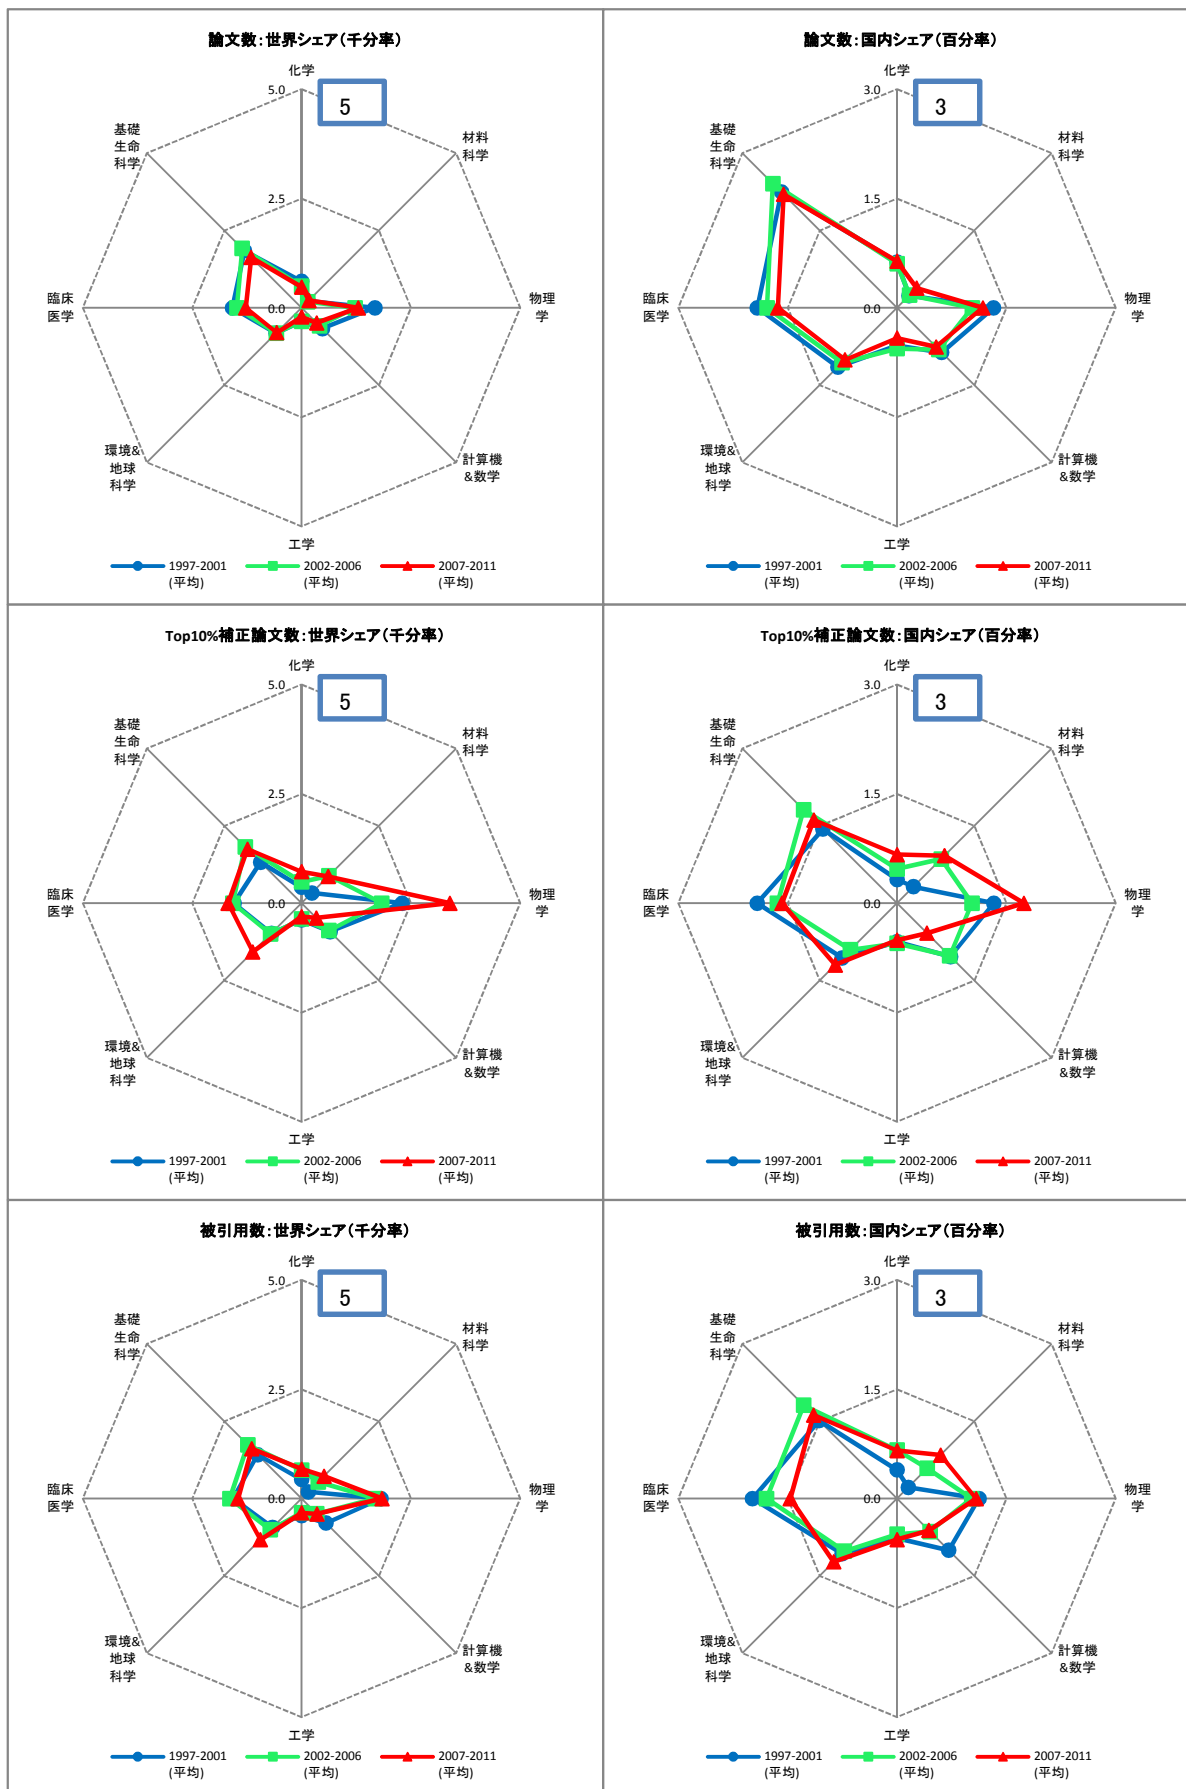 論文数：世界シェア（千分率）
化学
5.0
5
基礎
生命
科学
材料
科学
2.5
臨床
医学
0.0
物理
学
環境&
地球
科学
計算機
&数学
工学
1997-2001
(平均)
2002-2006
(平均)
2007-2011
(平均)
論文数：国内シェア（百分率）
化学
3.0
3
基礎
生命
科学
材料
科学
1.5
臨床
医学
0.0
物理
学
環境&
地球
科学
計算機
&数学
工学
1997-2001
(平均)
2002-2006
(平均)
2007-2011
(平均)
Top10%補正論文数：世界シェア（千分率）
化学
5.0
5
基礎
生命
科学
材料
科学
2.5
臨床
医学
0.0
物理
学
環境&
地球
科学
計算機
&数学
工学
1997-2001
(平均)
2002-2006
(平均)
2007-2011
(平均)
Top10%補正論文数：国内シェア（百分率）
化学
3.0
3
基礎
生命
科学
材料
科学
1.5
臨床
医学
0.0
物理
学
環境&
地球
科学
計算機
&数学
工学
1997-2001
(平均)
2002-2006
(平均)
2007-2011
(平均)
被引用数：世界シェア（千分率）
化学
5.0
5
基礎
生命
科学
材料
科学
2.5
臨床
医学
0.0
物理
学
環境&
地球
科学
計算機
&数学
工学
1997-2001
(平均)
2002-2006
(平均)
2007-2011
(平均)
被引用数：国内シェア（百分率）
化学
3.0
3
基礎
生命
科学
材料
科学
1.5
臨床
医学
0.0
物理
学
環境&
地球
科学
計算機
&数学
工学
1997-2001
(平均)
2002-2006
(平均)
2007-2011
(平均)